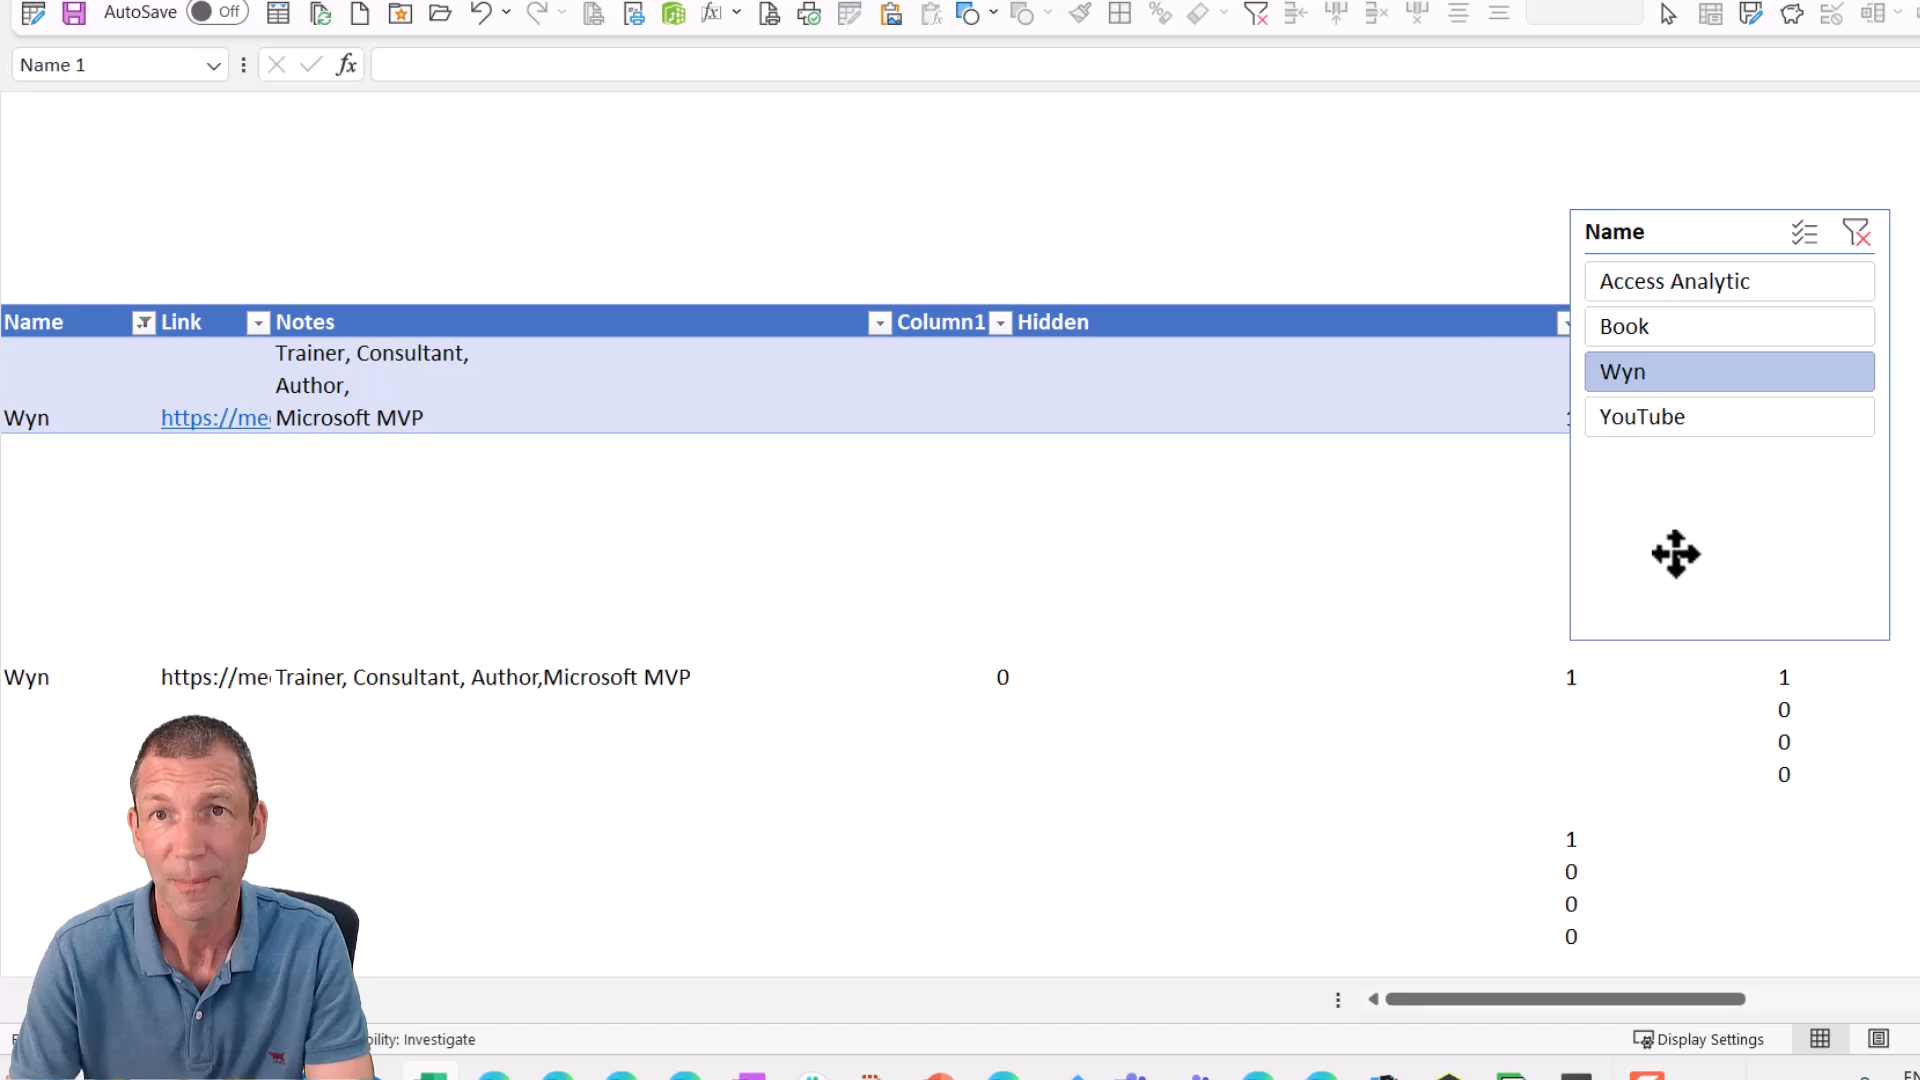 AutoSave Off
Name 1
fx
Name
Access Analytic
Book
Wyn
YouTube
Name Link Notes Column1 Hidden
Trainer, Consultant,
Author,
Wyn https://me Microsoft MVP
Wyn https://me Trainer, Consultant, Author,Microsoft MVP 0 1 1
0
0
0
1
0
0
0
bility: Investigate
Display Settings